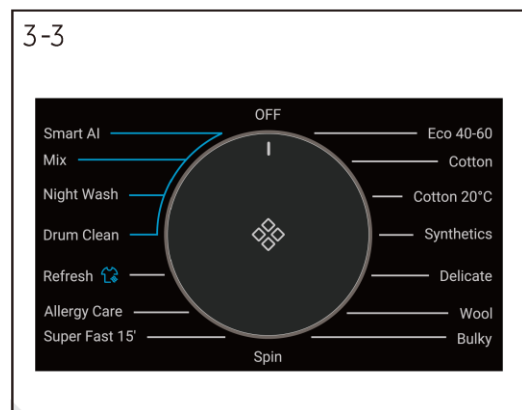 3-3
OFF
Smart AI
Mix
Night Wash
Drum Clean
Refresh
Allergy Care
Super Fast 15'
Spin
Eco 40-60
Cotton
Cotton 20°C
Synthetics
Delicate
Wool
Bulky